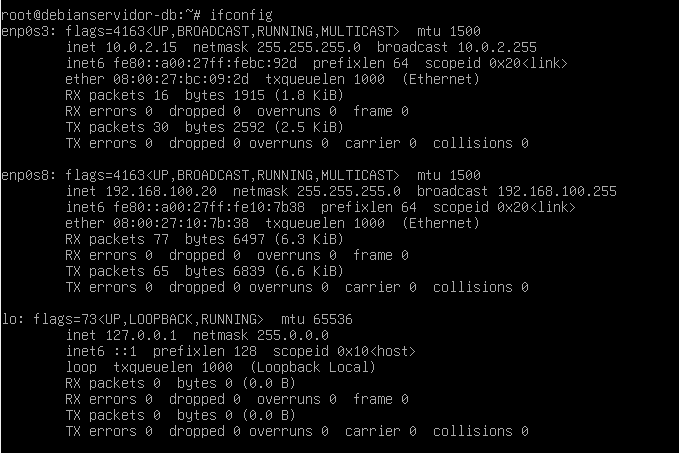 root@debianservidor-db:~# ifconfig
enp0s3: flags=4163<UP,BROADCAST,RUNNING,MULTICAST>  mtu 1500
        inet 10.0.2.15  netmask 255.255.255.0  broadcast 10.0.2.255
        inet6 fe80::a00:27ff:febc:92d  prefixlen 64  scopeid 0x20<link>
        ether 08:00:27:bc:09:2d  txqueuelen 1000  (Ethernet)
        RX packets 16  bytes 1915 (1.8 KiB)
        RX errors 0  dropped 0  overruns 0  frame 0
        TX packets 30  bytes 2592 (2.5 KiB)
        TX errors 0  dropped 0 overruns 0  carrier 0  collisions 0

enp0s8: flags=4163<UP,BROADCAST,RUNNING,MULTICAST>  mtu 1500
        inet 192.168.100.20  netmask 255.255.255.0  broadcast 192.168.100.255
        inet6 fe80::a00:27ff:fe10:7b38  prefixlen 64  scopeid 0x20<link>
        ether 08:00:27:10:7b:38  txqueuelen 1000  (Ethernet)
        RX packets 77  bytes 6497 (6.3 KiB)
        RX errors 0  dropped 0  overruns 0  frame 0
        TX packets 65  bytes 6839 (6.6 KiB)
        TX errors 0  dropped 0 overruns 0  carrier 0  collisions 0

lo: flags=73<UP,LOOPBACK,RUNNING>  mtu 65536
        inet 127.0.0.1  netmask 255.0.0.0
        inet6 ::1  prefixlen 128  scopeid 0x10<host>
        loop  txqueuelen 1000  (Loopback Local)
        RX packets 0  bytes 0 (0.0 B)
        RX errors 0  dropped 0  overruns 0  frame 0
        TX packets 0  bytes 0 (0.0 B)
        TX errors 0  dropped 0 overruns 0  carrier 0  collisions 0